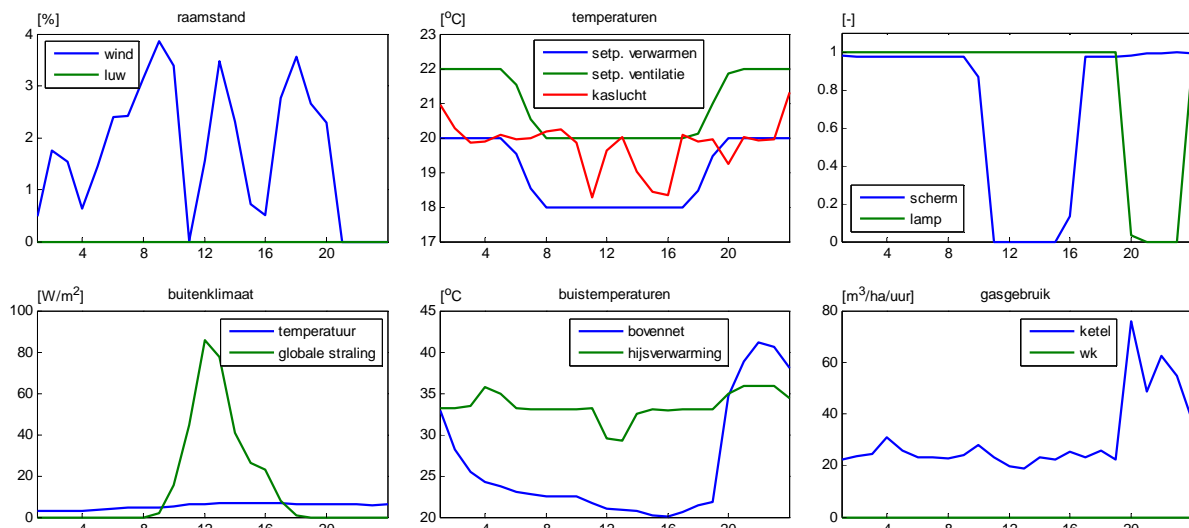 [%] raamstand
4
3
2
1
0
wind
luw
4 8 12 16 20
[°C] temperaturen
23
22
21
20
19
18
17
setp. verwarmen
setp. ventilatie
kaslucht
4 8 12 16 20
[-]
1
0.8
0.6
0.4
0.2
0
scherm
lamp
4 8 12 16 20
[W/m²] buitenklimaat
100
80
60
40
20
0
temperatuur
globale straling
4 8 12 16 20
[°C buistemperaturen
45
40
35
30
25
20
bovennet
hijsverwarming
4 8 12 16 20
[m³/ha/uur] gasgebruik
80
60
40
20
0
ketel
wk
4 8 12 16 20